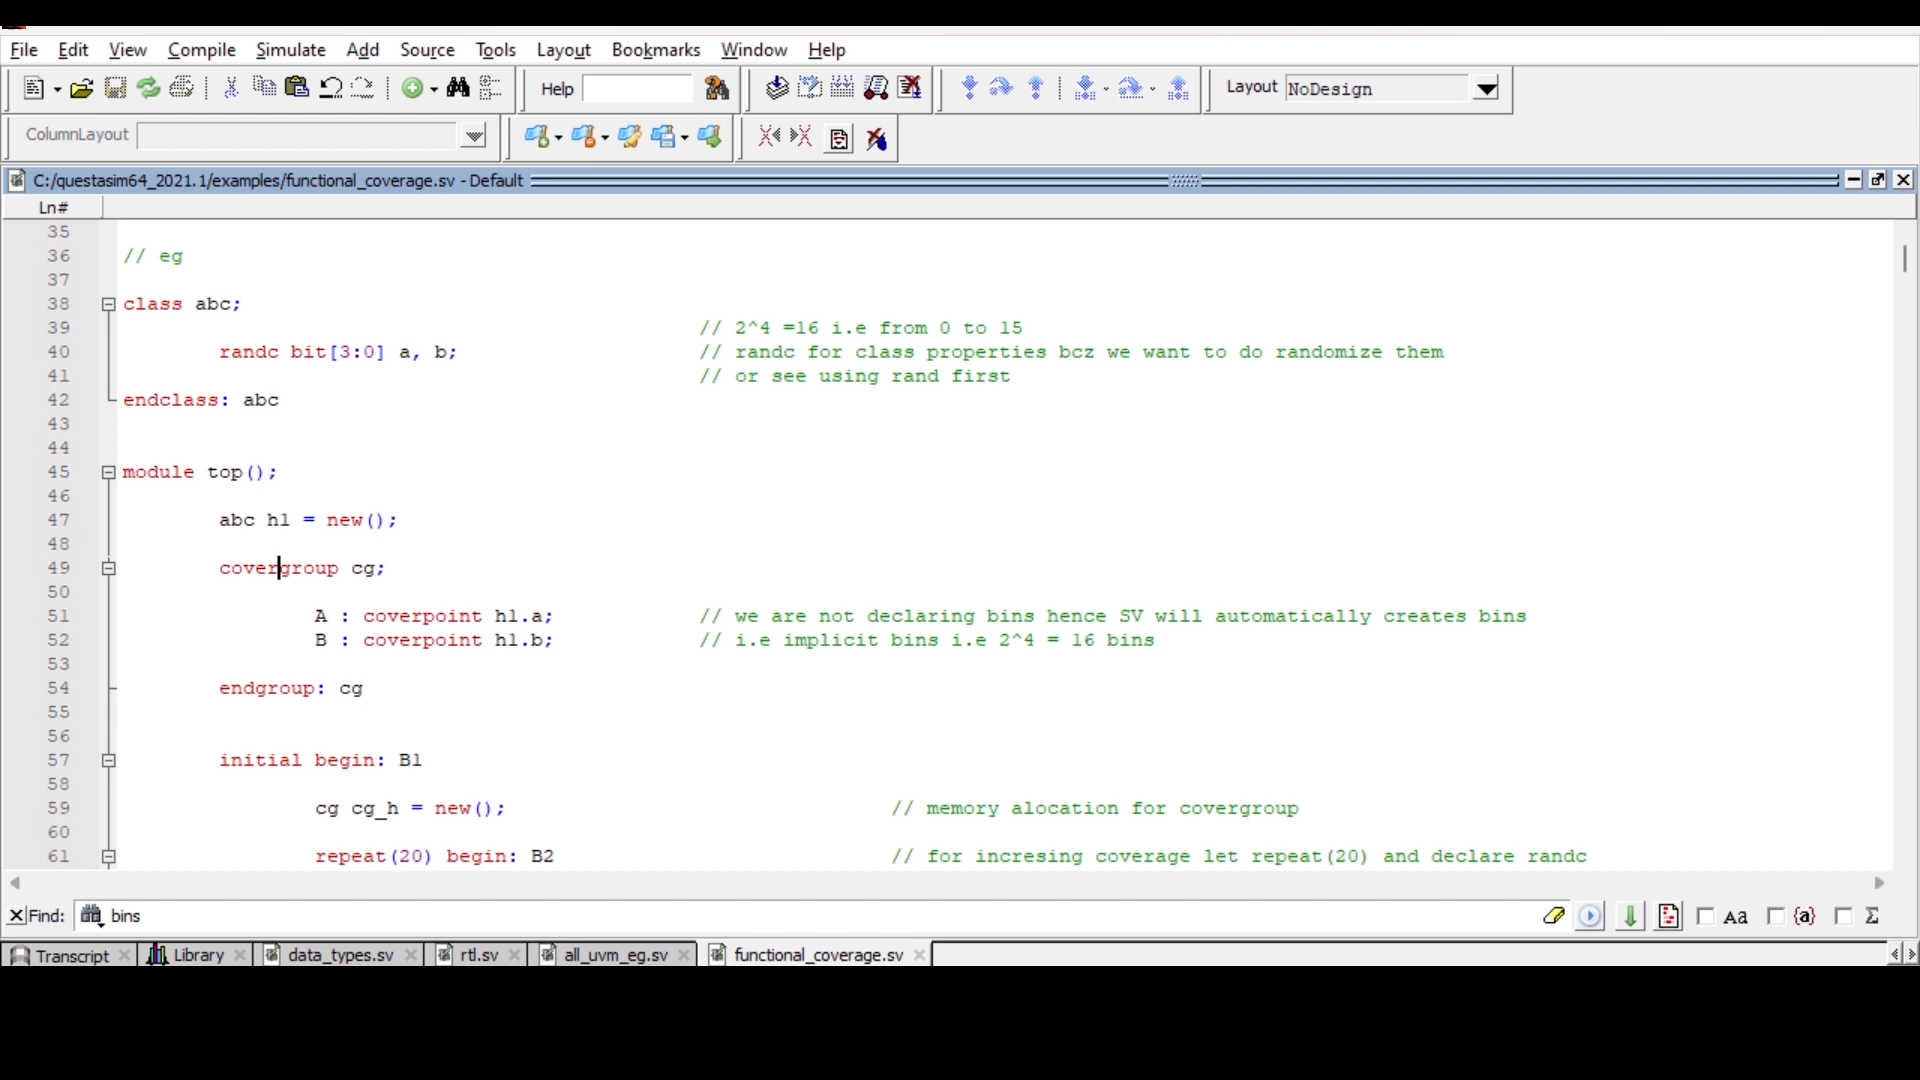 File Edit View Compile Simulate Add Source Tools Layout Bookmarks Window Help
Help Layout NoDesign
ColumnLayout
C:/questasim64_2021.1/examples/functional_coverage.sv - Default
Ln#
35
36 // eg
37
38 class abc;
39 // 2^4 =16 i.e from 0 to 15
40 randc bit[3:0] a, b; // randc for class properties bcz we want to do randomize them
41 // or see using rand first
42 endclass: abc
43
44
45 module top();
46
47 abc h1 = new();
48
49 covergroup cg;
50
51 A : coverpoint h1.a; // we are not declaring bins hence SV will automatically creates bins
52 B : coverpoint h1.b; // i.e implicit bins i.e 2^4 = 16 bins
53
54 endgroup: cg
55
56
57 initial begin: B1
58
59 cg cg_h = new(); // memory alocation for covergroup
60
61 repeat(20) begin: B2 // for incresing coverage let repeat(20) and declare randc
Find: bins Aa {a} Σ
Transcript Library data_types.sv rtl.sv all_uvm_eg.sv functional_coverage.sv